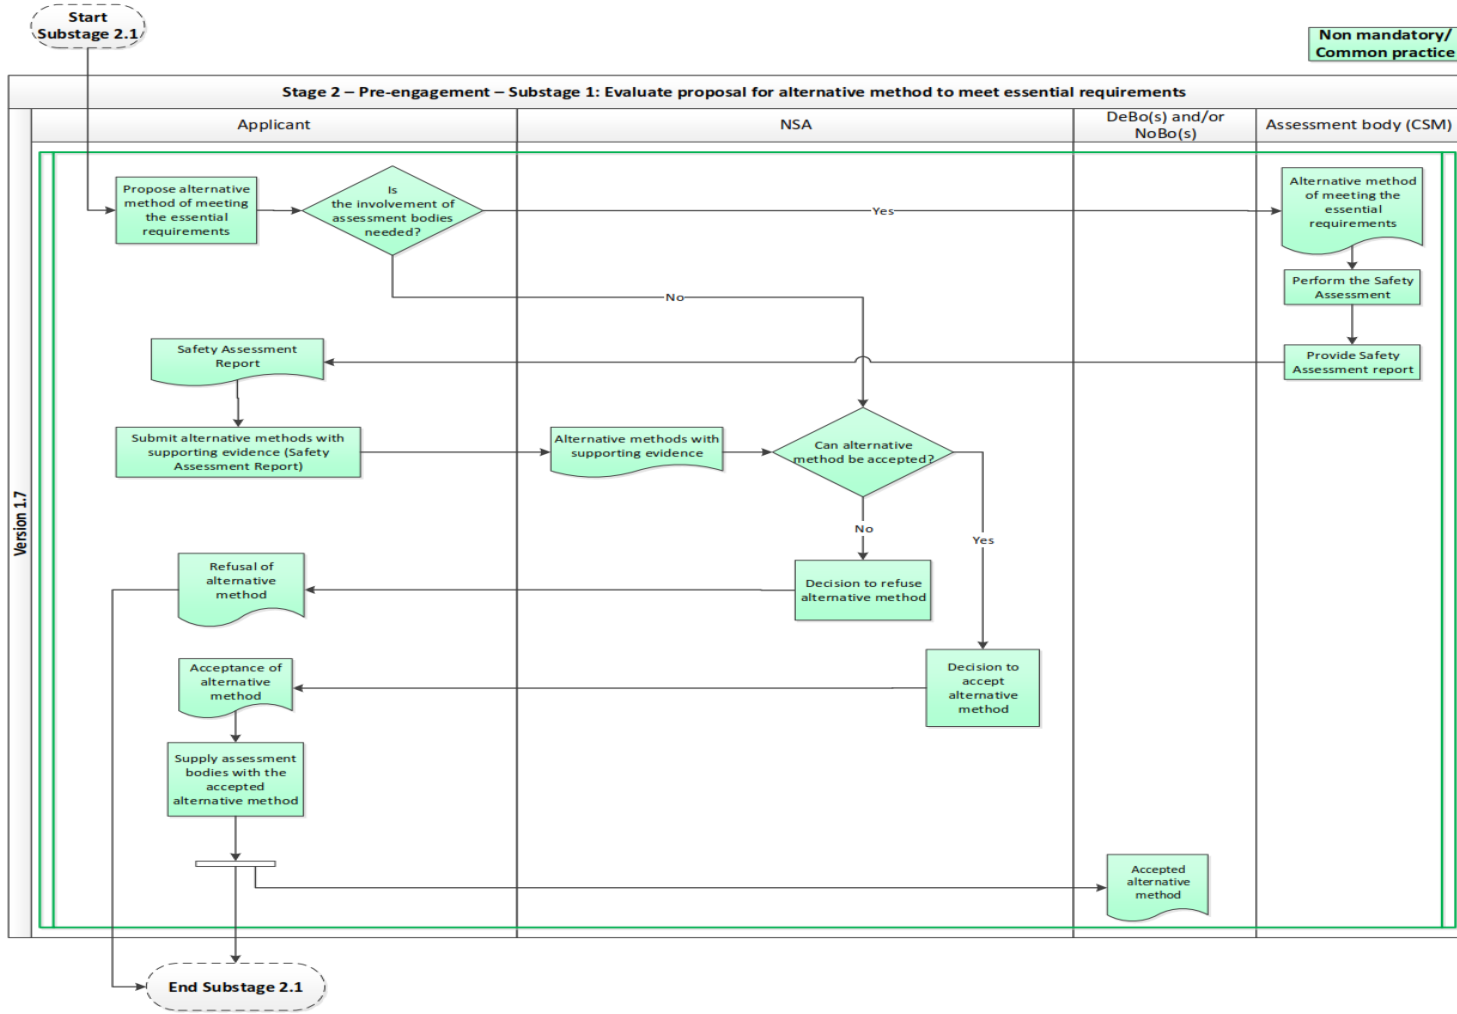 Start
Substage 2.1
Non mandatory/
Common practice
Stage 2 – Pre-engagement – Substage 1: Evaluate proposal for alternative method to meet essential requirements
Version 1.7
Applicant
NSA
DeBo(s) and/or
NoBo(s)
Assessment body (CSM)
Propose alternative
method of meeting
the essential
requirements
Is
the involvement of
assessment bodies
needed?
Yes
Alternative method
of meeting the
essential
requirements
Perform the Safety
Assessment
No
Safety Assessment
Report
Provide Safety
Assessment report
Submit alternative methods with
supporting evidence (Safety
Assessment Report)
Alternative methods with
supporting evidence
Can alternative
method be accepted?
No
Yes
Refusal of
alternative
method
Decision to refuse
alternative method
Acceptance of
alternative
method
Decision to
accept
alternative
method
Supply assessment
bodies with the
accepted
alternative method
Accepted
alternative
method
End Substage 2.1